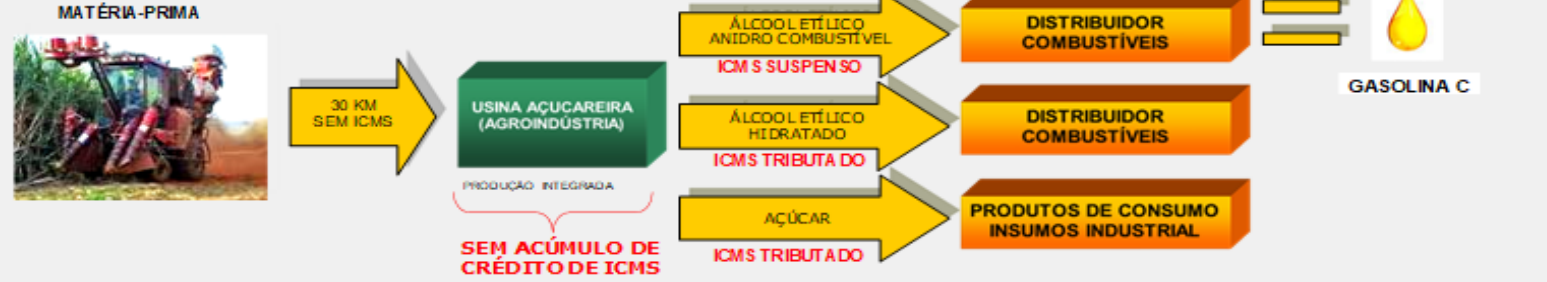 MATÉRIA-PRIMA
30 KM
SEM ICMS
USINA AÇUCAREIRA
(AGROINDÚSTRIA)
PRODUÇÃO INTEGRADA
SEM ACÚMULO DE
CRÉDITO DE ICMS
ÁLCOOL ETÍLICO
ANIDRO COMBUSTÍVEL
ICMS SUSPENSO
DISTRIBUIDOR
COMBUSTÍVEIS
GASOLINA C
ÁLCOOL ETÍLICO
HIDRATADO
ICMS TRIBUTADO
DISTRIBUIDOR
COMBUSTÍVEIS
AÇÚCAR
ICMS TRIBUTADO
PRODUTOS DE CONSUMO
INSUMOS INDUSTRIAL